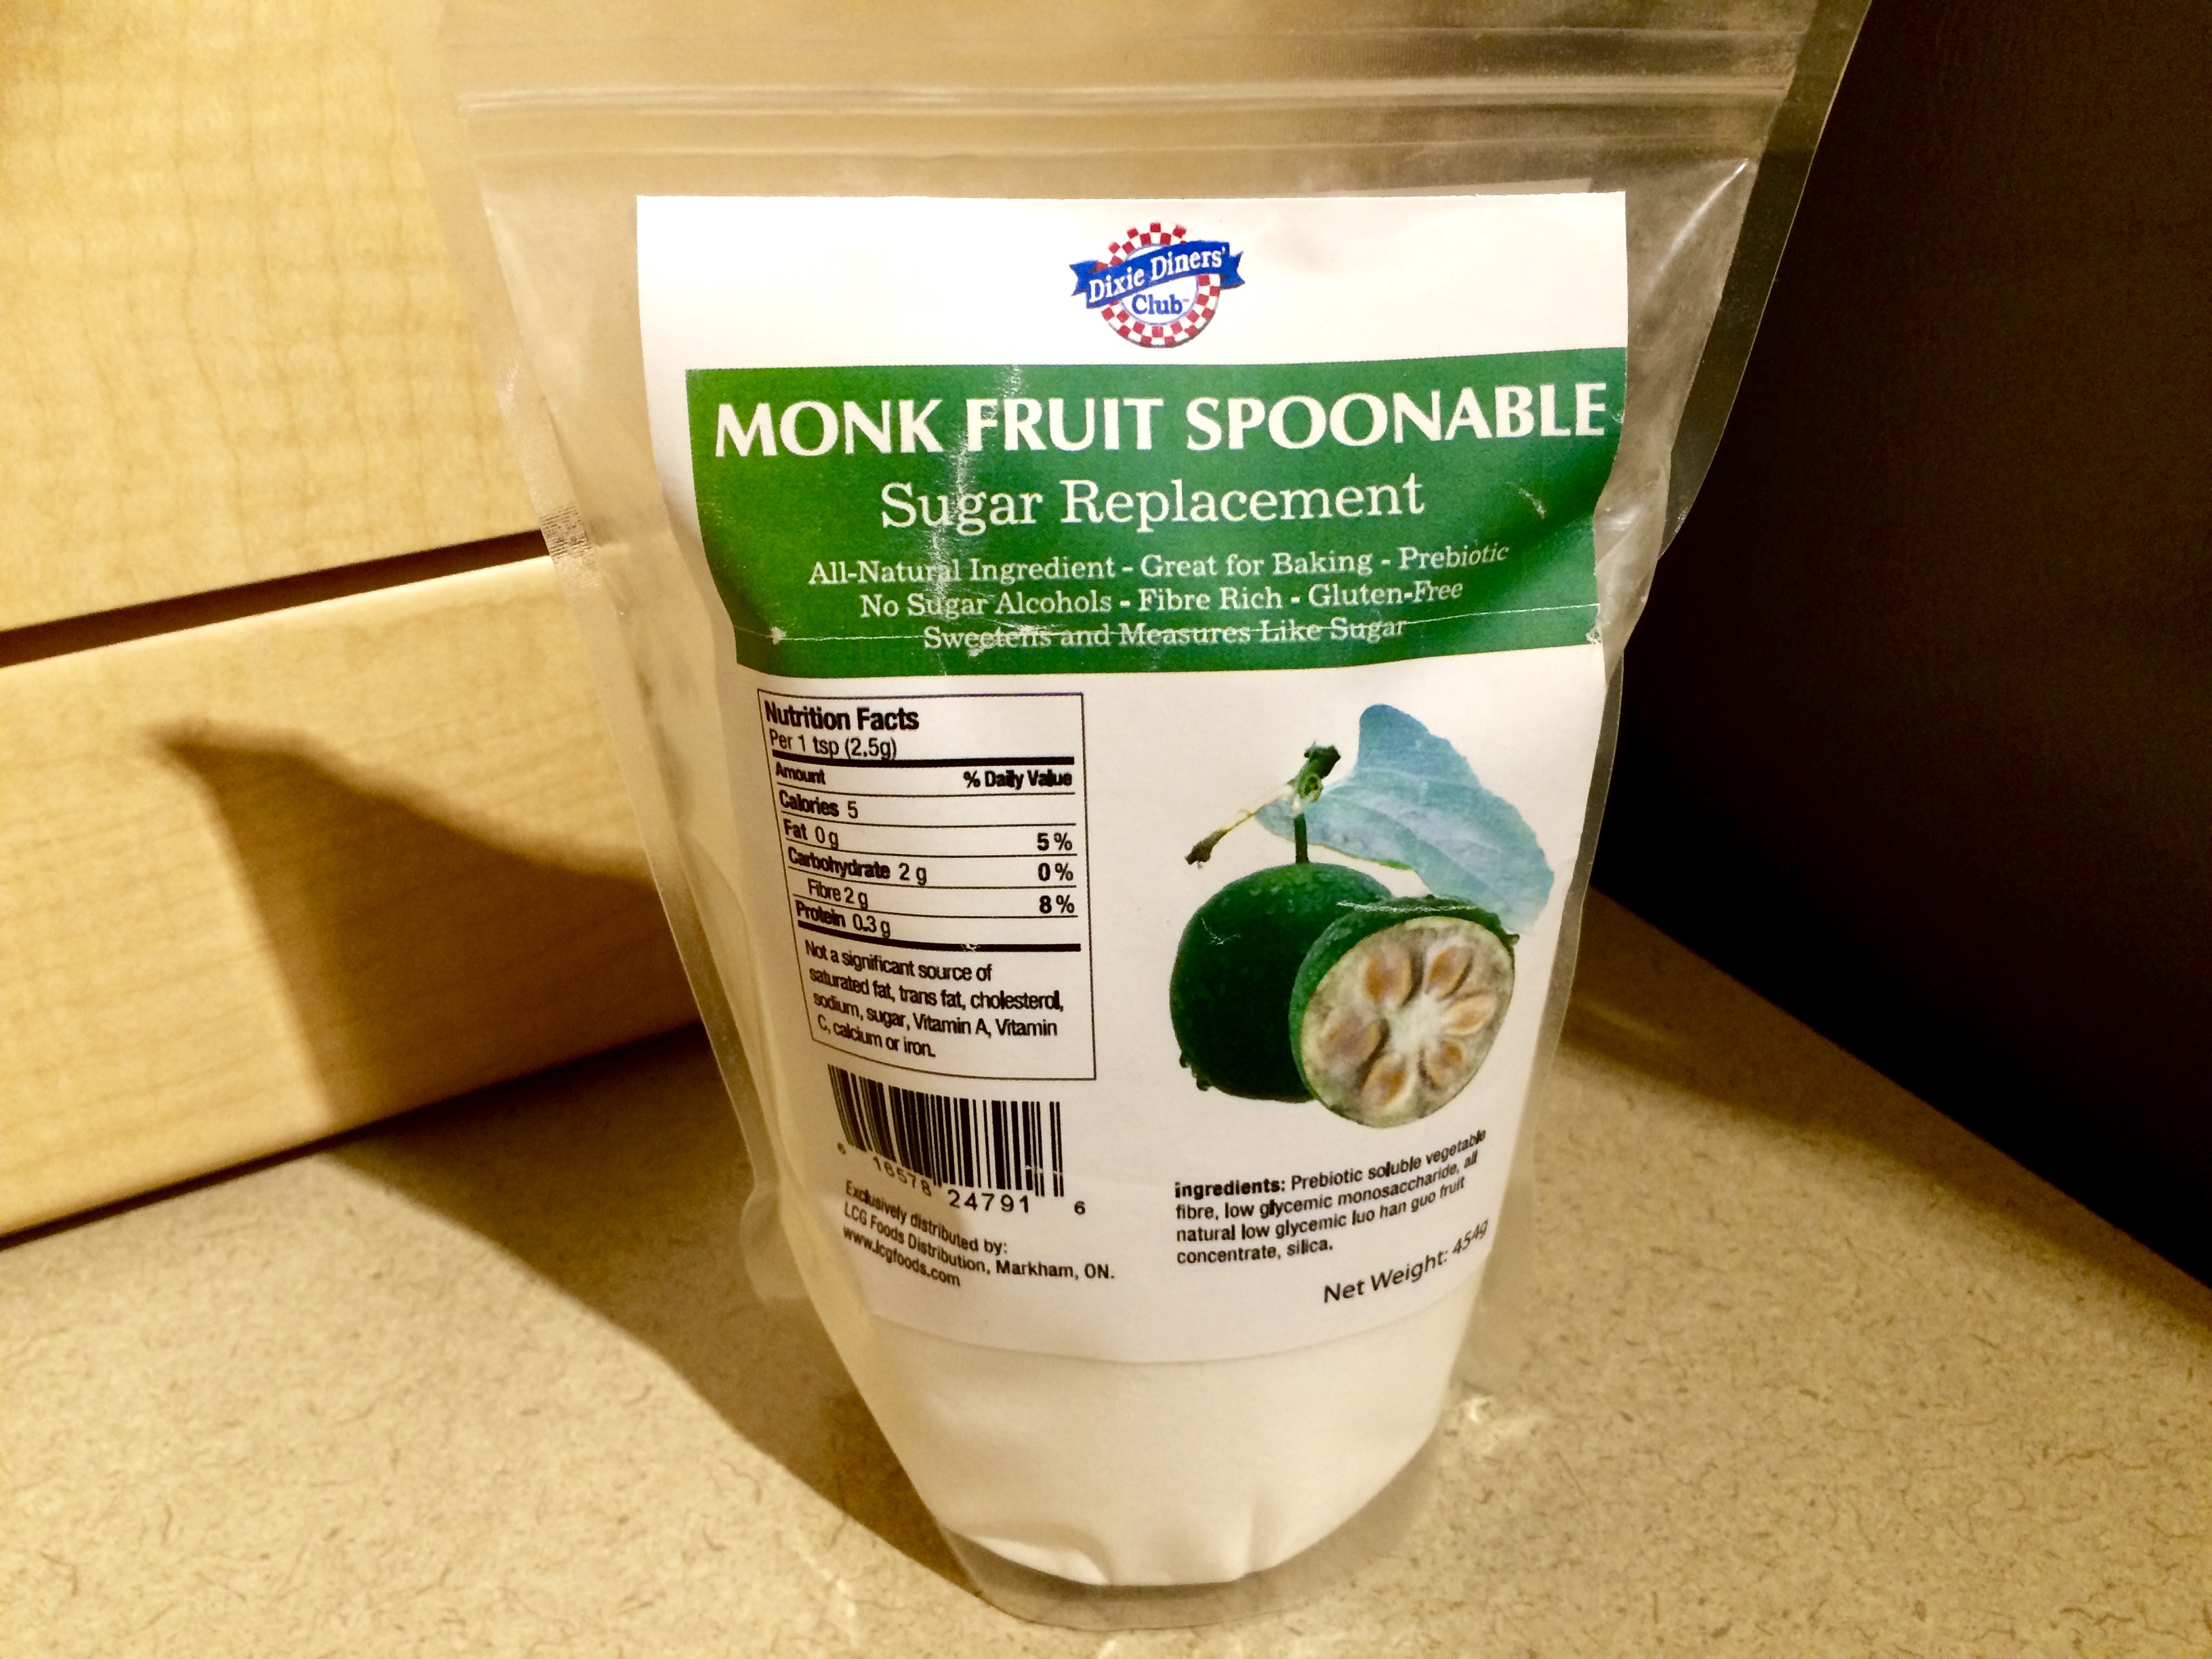 Dixie Diners'
Club™
MONK FRUIT SPOONABLE
Sugar Replacement
All-Natural Ingredient - Great for Baking - Prebiotic
No Sugar Alcohols - Fibre Rich - Gluten-Free
Sweetens and Measures Like Sugar
Nutrition Facts
Per 1 tsp (2.5g)
Amount % Daily Value
Calories 5
Fat 0 g 5 %
Carbohydrate 2 g 0 %
Fibre 2 g 8 %
Protein 0.3 g
Not a significant source of
saturated fat, trans fat, cholesterol,
sodium, sugar, Vitamin A, Vitamin
C, calcium or iron.
6 16578 24791 6
Exclusively distributed by:
LCG Foods Distribution, Markham, ON.
www.lcgfoods.com
ingredients: Prebiotic soluble vegetable
fibre, low glycemic monosaccharide, all
natural low glycemic luo han guo fruit
concentrate, silica.
Net Weight: 454g